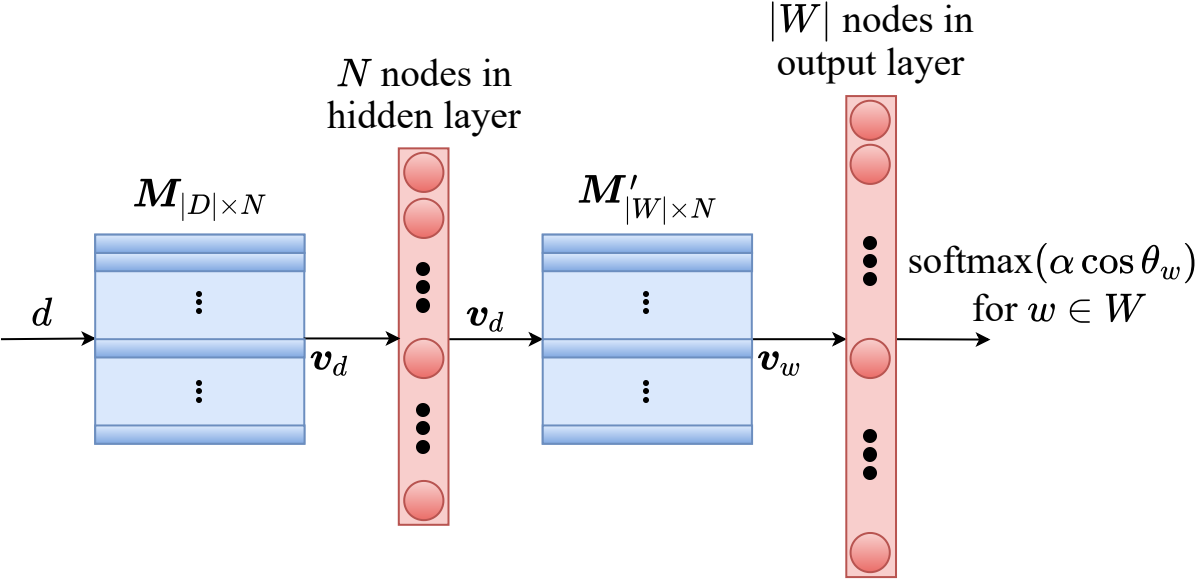 |W| nodes in
output layer
N nodes in
hidden layer
M_{|D|×N}
M′_{|W|×N}
d
v_d
v_d
v_w
softmax(α cos θ_w)
for w ∈ W